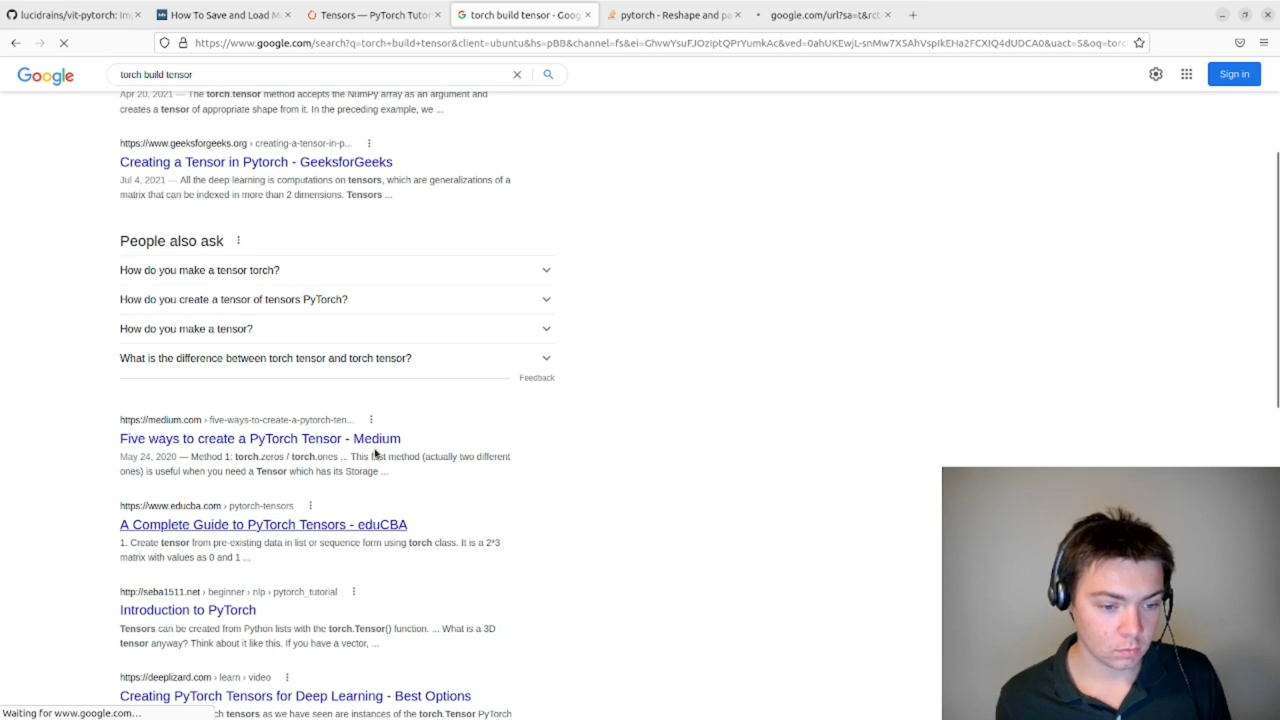 lucidrains/vit-pytorch: Imp
How To Save and Load M
Tensors — PyTorch Tutor
torch build tensor - Goog
pytorch - Reshape and pa
google.com/url?sa=t&rct
https://www.google.com/search?q=torch+build+tensor&client=ubuntu&hs=pBB&channel=fs&ei=GhvwYsuFJOzIptQPrYumkAc&ved=0ahUKEwjL-snMw7X5AhVspIkEHa2FCXIQ4dUDCA0&uact=5&oq=torc
Google
torch build tensor
Sign in
Apr 20, 2021 — The torch.tensor method accepts the NumPy array as an argument and
creates a tensor of appropriate shape from it. In the preceding example, we ...
https://www.geeksforgeeks.org › creating-a-tensor-in-p...
Creating a Tensor in Pytorch - GeeksforGeeks
Jul 4, 2021 — All the deep learning is computations on tensors, which are generalizations of a
matrix that can be indexed in more than 2 dimensions. Tensors ...
People also ask
How do you make a tensor torch?
How do you create a tensor of tensors PyTorch?
How do you make a tensor?
What is the difference between torch tensor and torch tensor?
Feedback
https://medium.com › five-ways-to-create-a-pytorch-ten...
Five ways to create a PyTorch Tensor - Medium
May 24, 2020 — Method 1: torch.zeros / torch.ones ... This fast method (actually two different
ones) is useful when you need a Tensor which has its Storage ...
https://www.educba.com › pytorch-tensors
A Complete Guide to PyTorch Tensors - eduCBA
1. Create tensor from pre-existing data in list or sequence form using torch class. It is a 2*3
matrix with values as 0 and 1 ...
http://seba1511.net › beginner › nlp › pytorch_tutorial
Introduction to PyTorch
Tensors can be created from Python lists with the torch.Tensor() function. ... What is a 3D
tensor anyway? Think about it like this. If you have a vector, ...
https://deeplizard.com › learn › video
Creating PyTorch Tensors for Deep Learning - Best Options
Waiting for www.google.com…
ch tensors as we have seen are instances of the torch.Tensor PyTorch